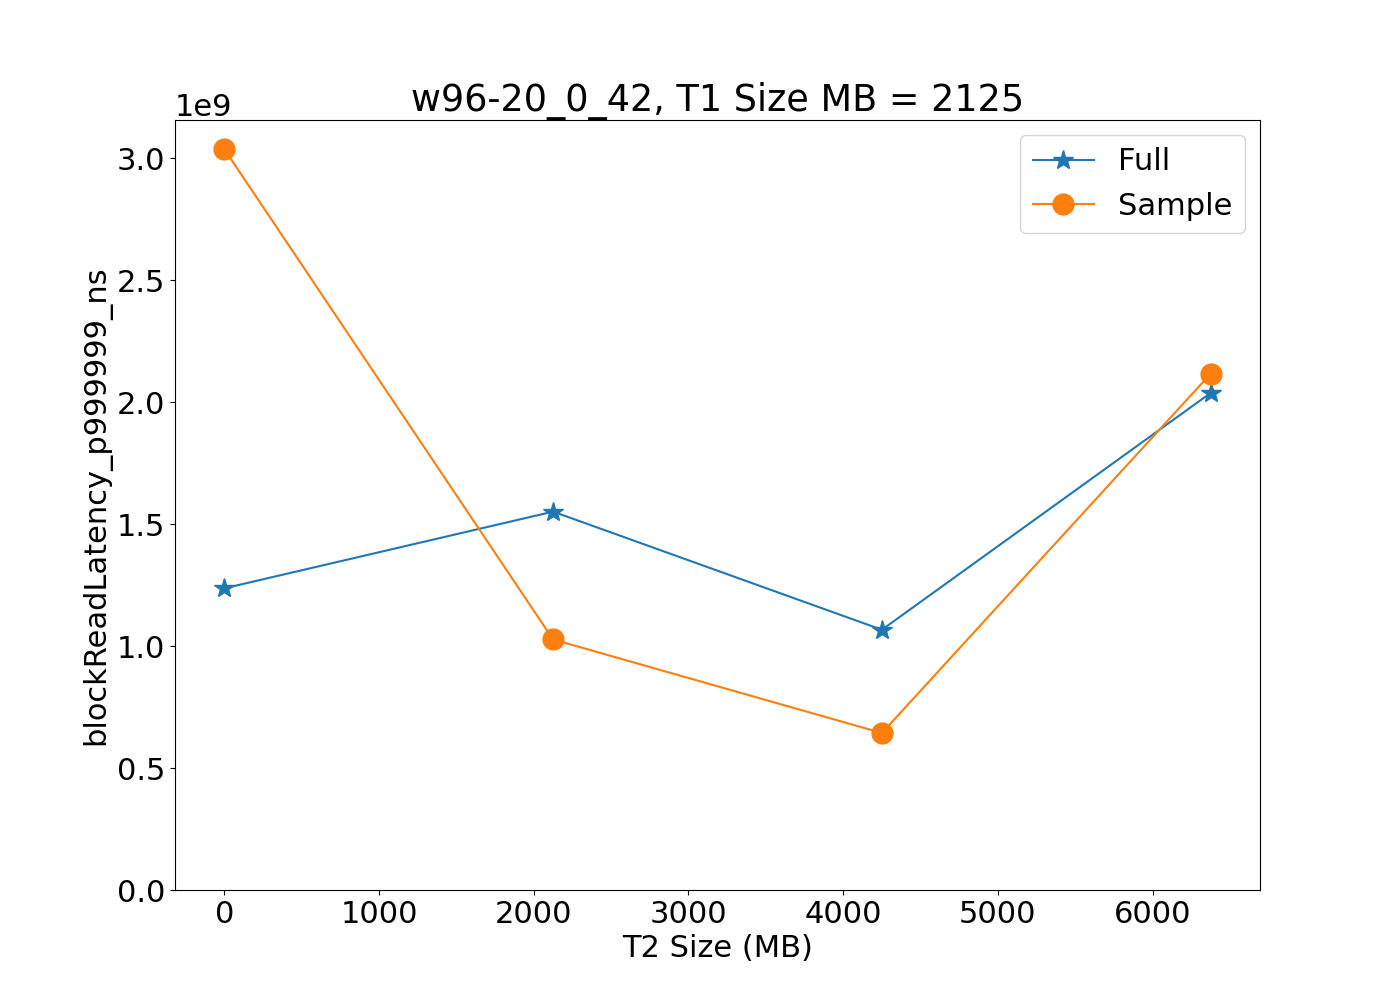 w96-20_0_42, T1 Size MB = 2125
1e9
Full
Sample
3.0
2.5
2.0
1.5
1.0
0.5
0.0
blockReadLatency_p999999_ns
0 1000 2000 3000 4000 5000 6000
T2 Size (MB)